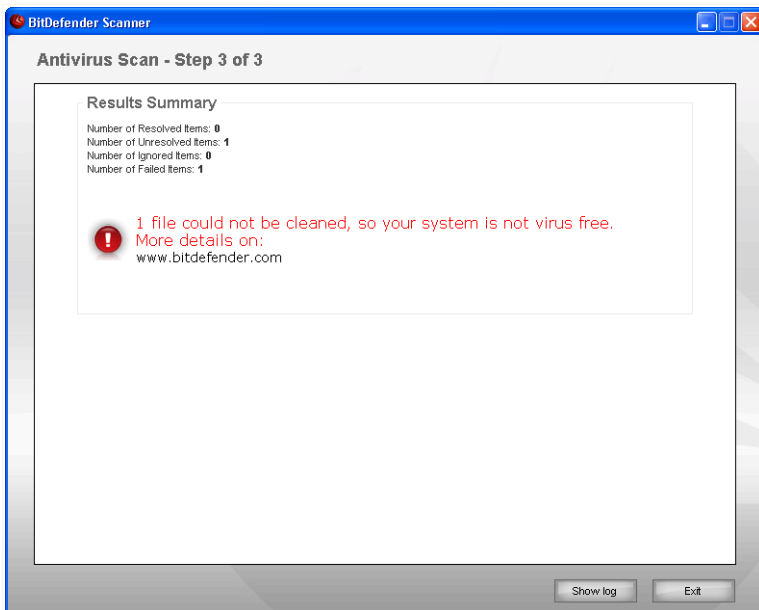 BitDefender Scanner
Antivirus Scan - Step 3 of 3
Results Summary
Number of Resolved Items: 0
Number of Unresolved Items: 1
Number of Ignored Items: 0
Number of Failed Items: 1
1 file could not be cleaned, so your system is not virus free.
More details on:
www.bitdefender.com
Show log Exit